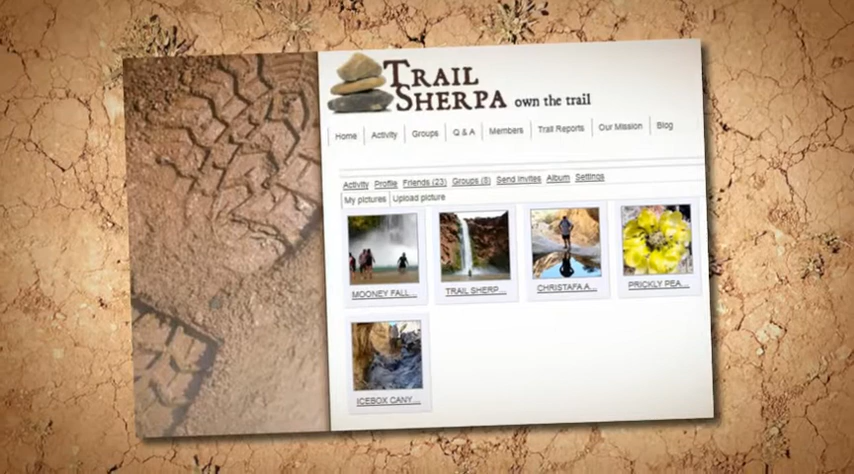 TRAIL
SHERPA own the trail
Home Activity Groups Q & A Members Trail Reports Our Mission Blog
Activity Profile Friends (23) Groups (8) Send Invites Album Settings
My pictures Upload picture
MOONEY FALL... TRAIL SHERP... CHRISTAFA A... PRICKLY PEA...
ICEBOX CANY...